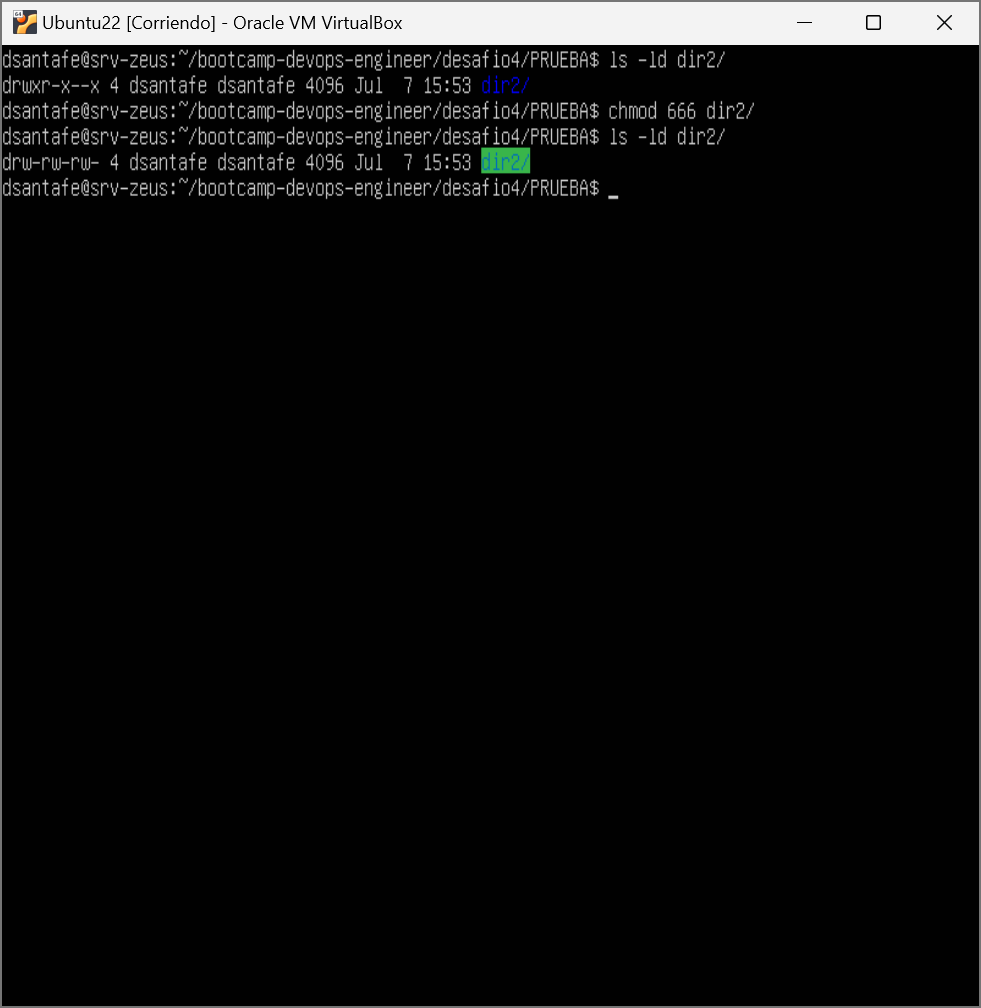 Ubuntu22 [Corriendo] - Oracle VM VirtualBox
dsantafe@srv-zeus:~/bootcamp-devops-engineer/desafio4/PRUEBA$ ls -ld dir2/
drwxr-x--x 4 dsantafe dsantafe 4096 Jul  7 15:53 dir2/
dsantafe@srv-zeus:~/bootcamp-devops-engineer/desafio4/PRUEBA$ chmod 666 dir2/
dsantafe@srv-zeus:~/bootcamp-devops-engineer/desafio4/PRUEBA$ ls -ld dir2/
drw-rw-rw- 4 dsantafe dsantafe 4096 Jul  7 15:53 dir2/
dsantafe@srv-zeus:~/bootcamp-devops-engineer/desafio4/PRUEBA$ _